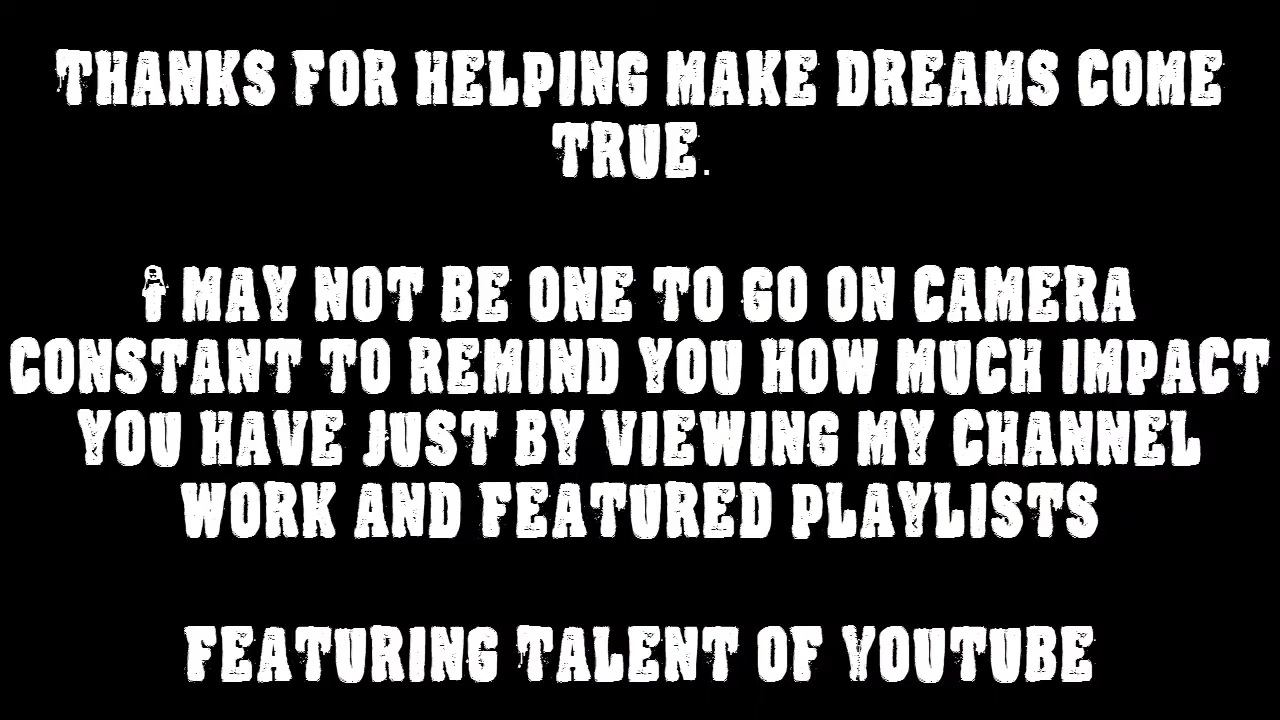 THANKS FOR HELPING MAKE DREAMS COME
TRUE.
I MAY NOT BE ONE TO GO ON CAMERA
CONSTANT TO REMIND YOU HOW MUCH IMPACT
YOU HAVE JUST BY VIEWING MY CHANNEL
WORK AND FEATURED PLAYLISTS
FEATURING TALENT OF YOUTUBE